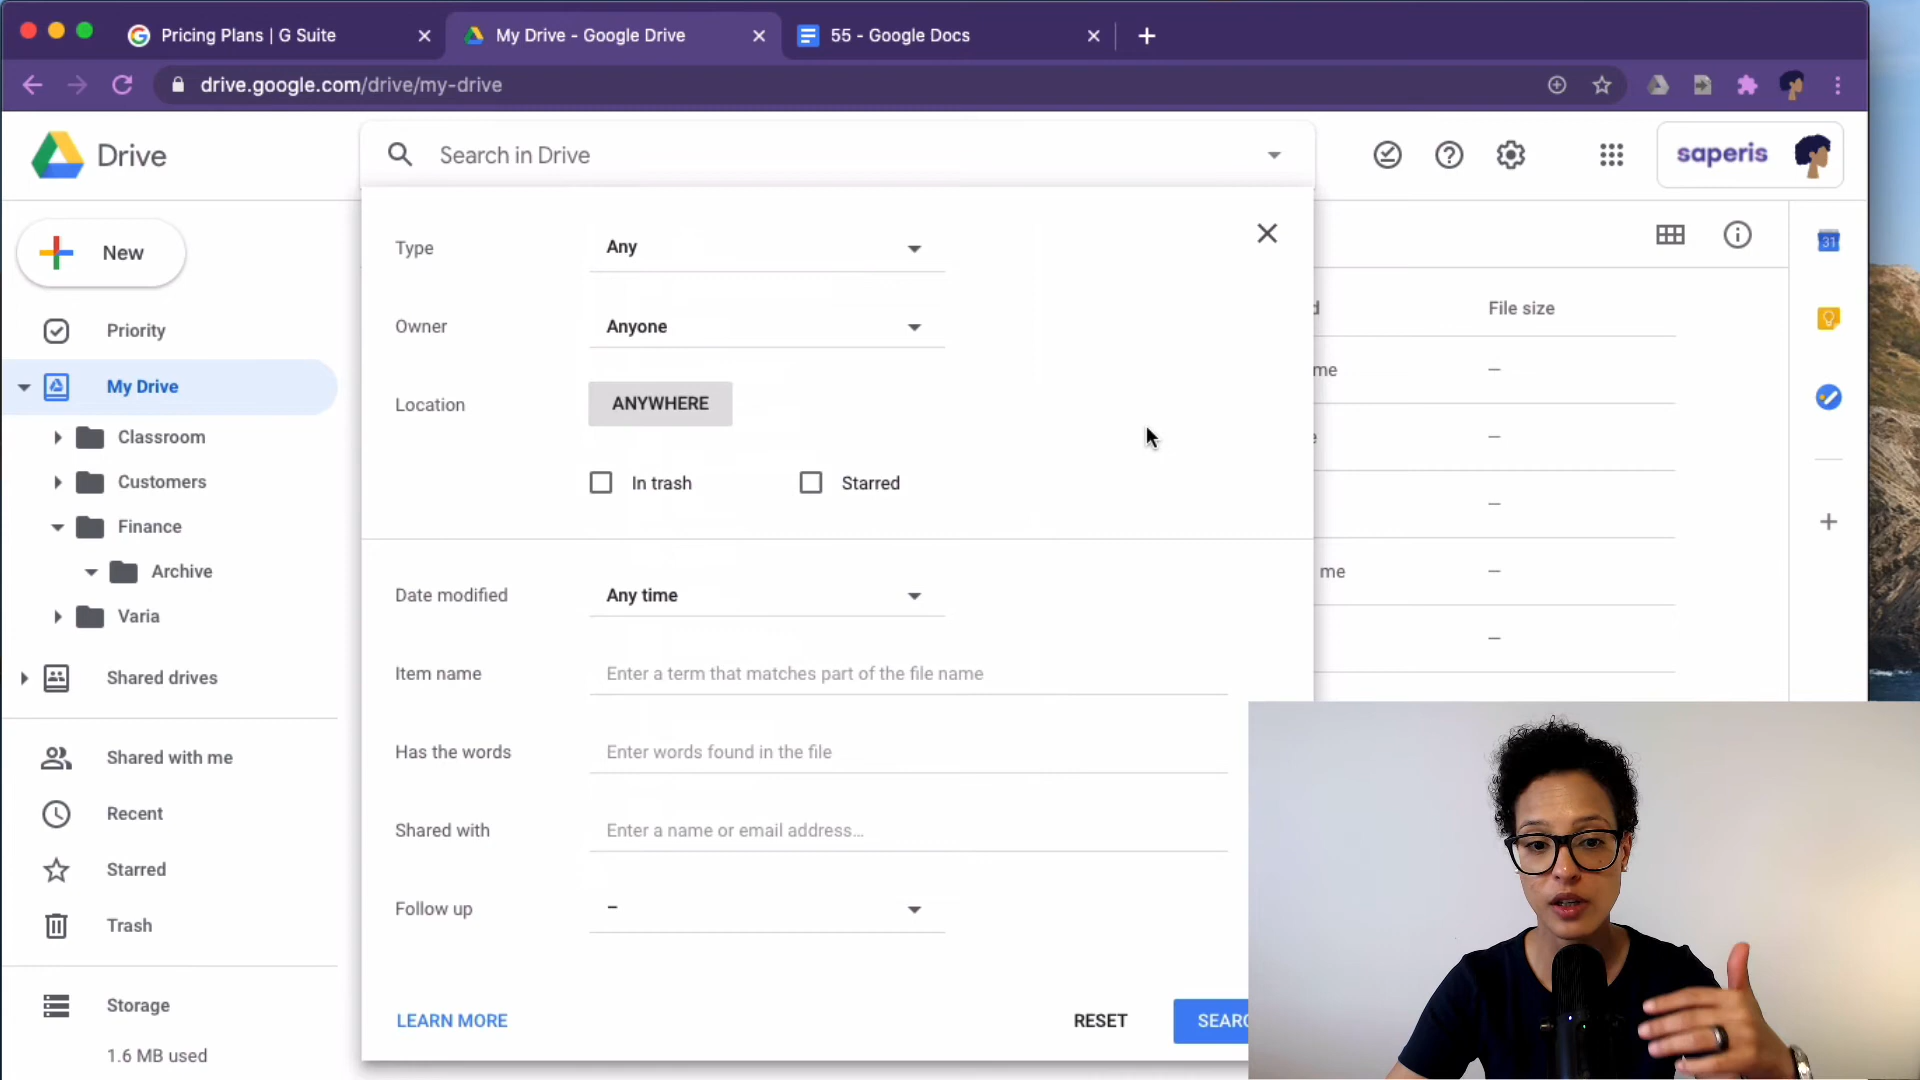 Pricing Plans | G Suite
My Drive - Google Drive
55 - Google Docs
drive.google.com/drive/my-drive
Drive
Search in Drive
saperis
New
Priority
My Drive
Classroom
Customers
Finance
Archive
Varia
Shared drives
Shared with me
Recent
Starred
Trash
Storage
1.6 MB used
Type
Any
Owner
Anyone
Location
ANYWHERE
In trash
Starred
Date modified
Any time
Item name
Enter a term that matches part of the file name
Has the words
Enter words found in the file
Shared with
Enter a name or email address...
Follow up
–
LEARN MORE
RESET
SEARC
File size
me
–
–
–
me
–
–
31